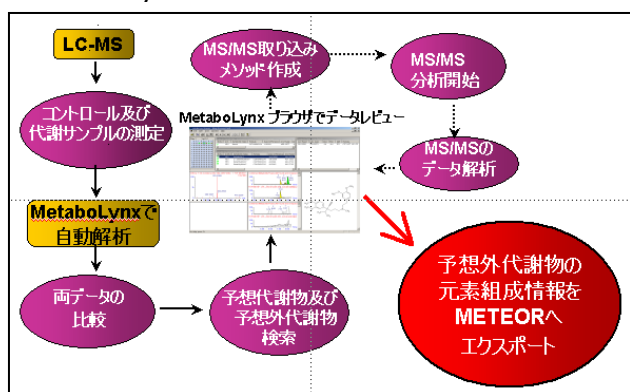 LC-MS
コントロール及び
代謝サンプルの測定
MetaboLynxで
自動解析
両データの
比較
予想代謝物及び
予想外代謝物
検索
MetaboLynx ブラウザでデータレビュー
MS/MS取り込み
メソッド作成
MS/MS
分析開始
MS/MSの
データ解析
予想外代謝物の
元素組成情報を
METEORへ
エクスポート